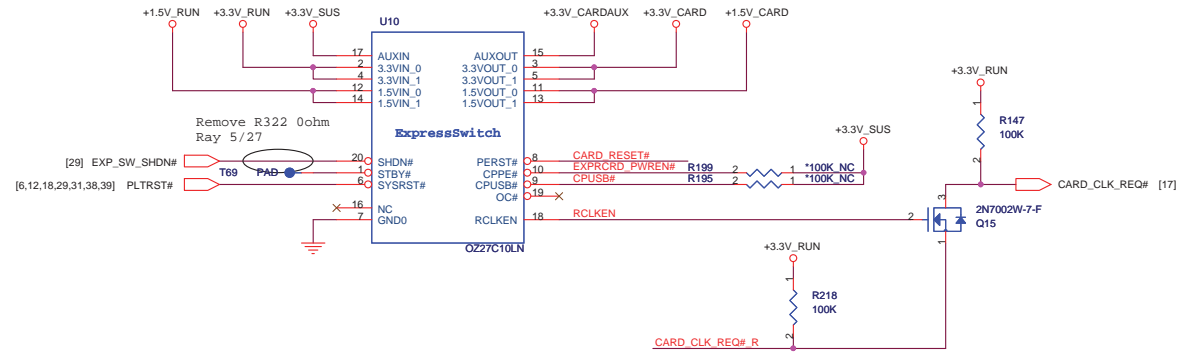 +1.5V_RUN +3.3V_RUN +3.3V_SUS U10 +3.3V_CARDAUX +3.3V_CARD +1.5V_CARD
17 AUXIN AUXOUT 15
2 3.3VIN_0 3.3VOUT_0 3
4 3.3VIN_1 3.3VOUT_1 5
12 1.5VIN_0 1.5VOUT_0 11
14 1.5VIN_1 1.5VOUT_1 13
+3.3V_RUN
1
R147
100K
2
Remove R322 0ohm
Ray 5/27
ExpressSwitch
+3.3V_SUS
[29] EXP_SW_SHDN# 20 SHDN# PERST# 8 CARD_RESET#
T69 PAD 1 STBY# CPPE# 10 EXPRCRD_PWREN# R199 2 1 *100K_NC
[6,12,18,29,31,38,39] PLTRST# 6 SYSRST# CPUSB# 9 CPUSB# R195 2 1 *100K_NC
OC# 19
CARD_CLK_REQ# [17]
16 NC
7 GND0 RCLKEN 18 RCLKEN
3
2
1
2N7002W-7-F
Q15
OZ27C10LN
+3.3V_RUN
1
R218
100K
2
CARD_CLK_REQ#_R